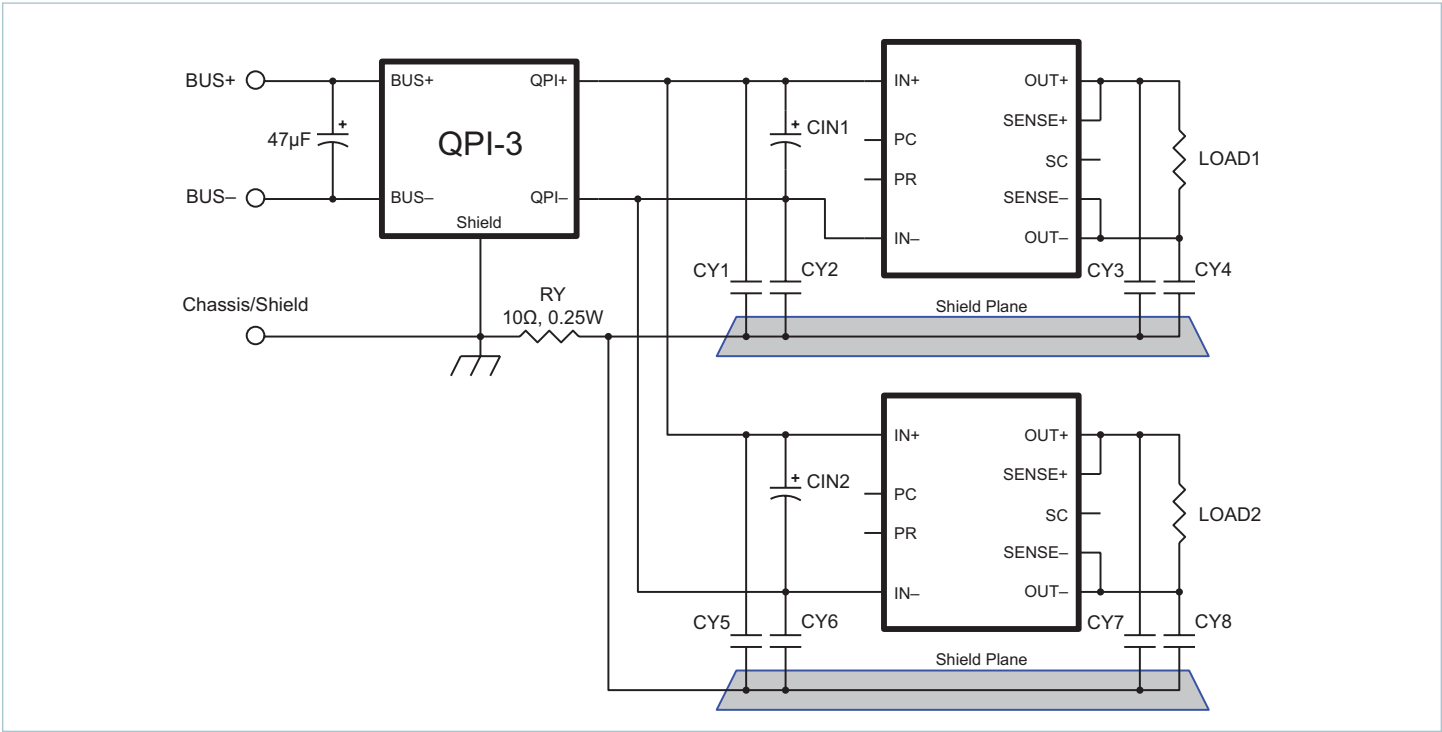 BUS+
47µF
BUS–
BUS+
QPI+
QPI-3
BUS–
QPI–
Shield
Chassis/Shield
RY
10Ω, 0.25W
CIN1
CY1
CY2
IN+
OUT+
SENSE+
PC
SC
PR
SENSE–
IN–
OUT–
LOAD1
CY3
CY4
Shield Plane
CIN2
CY5
CY6
IN+
OUT+
SENSE+
PC
SC
PR
SENSE–
IN–
OUT–
LOAD2
CY7
CY8
Shield Plane